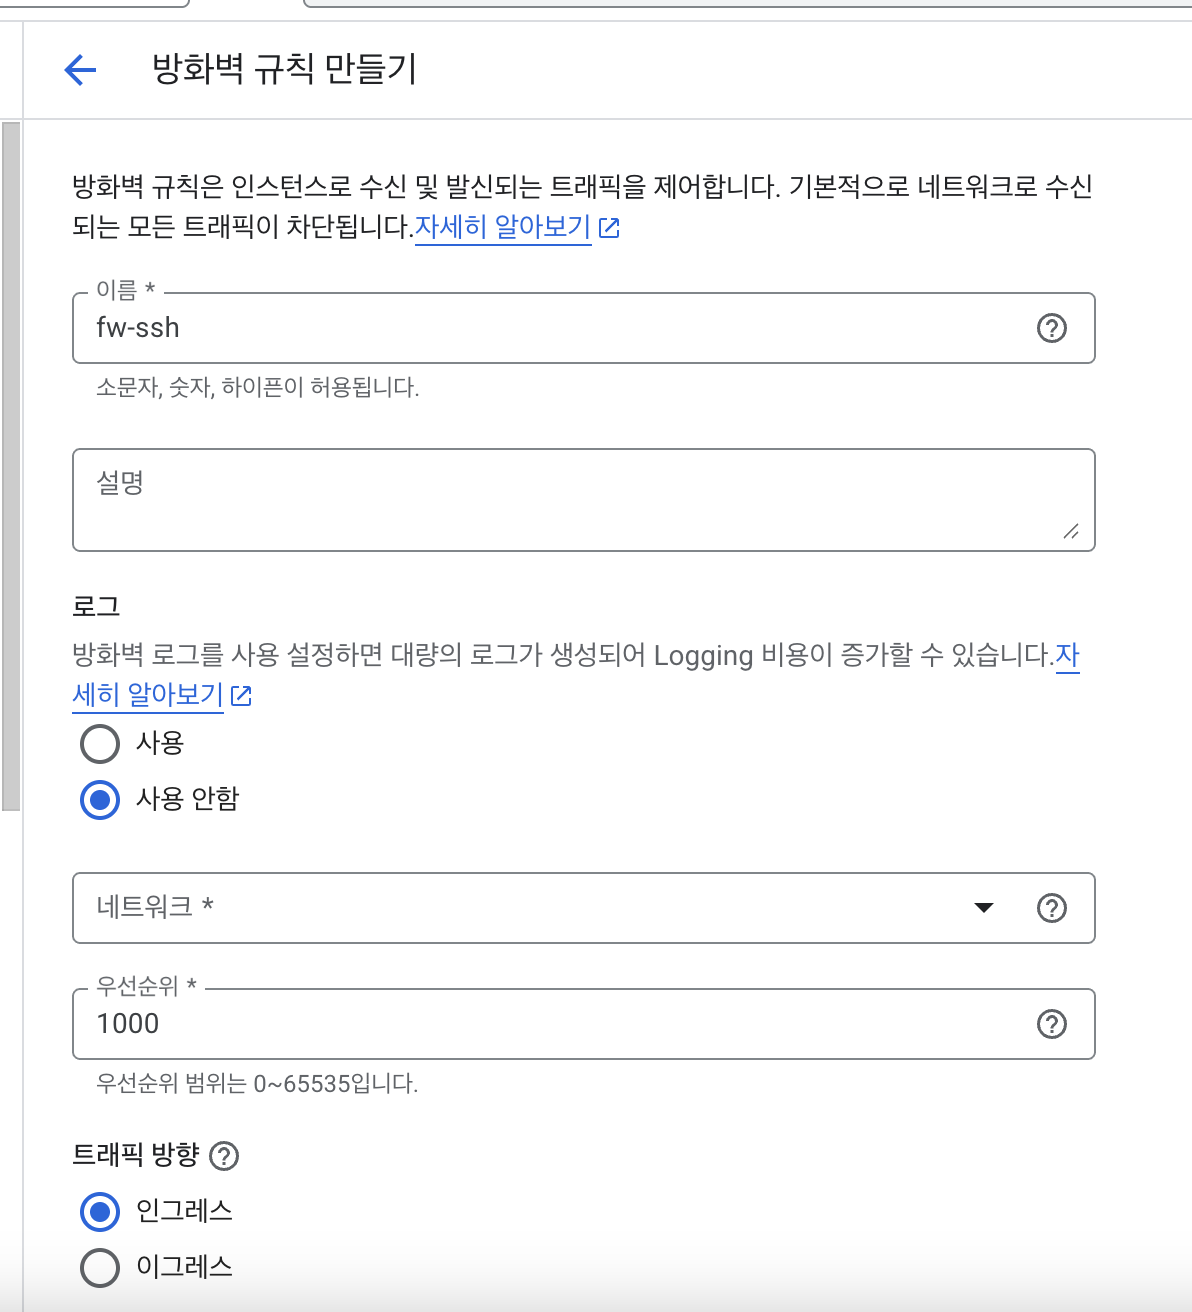 방화벽 규칙 만들기
방화벽 규칙은 인스턴스로 수신 및 발신되는 트래픽을 제어합니다. 기본적으로 네트워크로 수신
되는 모든 트래픽이 차단됩니다.자세히 알아보기
이름 *
fw-ssh
소문자, 숫자, 하이픈이 허용됩니다.
설명
로그
방화벽 로그를 사용 설정하면 대량의 로그가 생성되어 Logging 비용이 증가할 수 있습니다.자
세히 알아보기
사용
사용 안함
네트워크 *
우선순위 *
1000
우선순위 범위는 0~65535입니다.
트래픽 방향
인그레스
이그레스